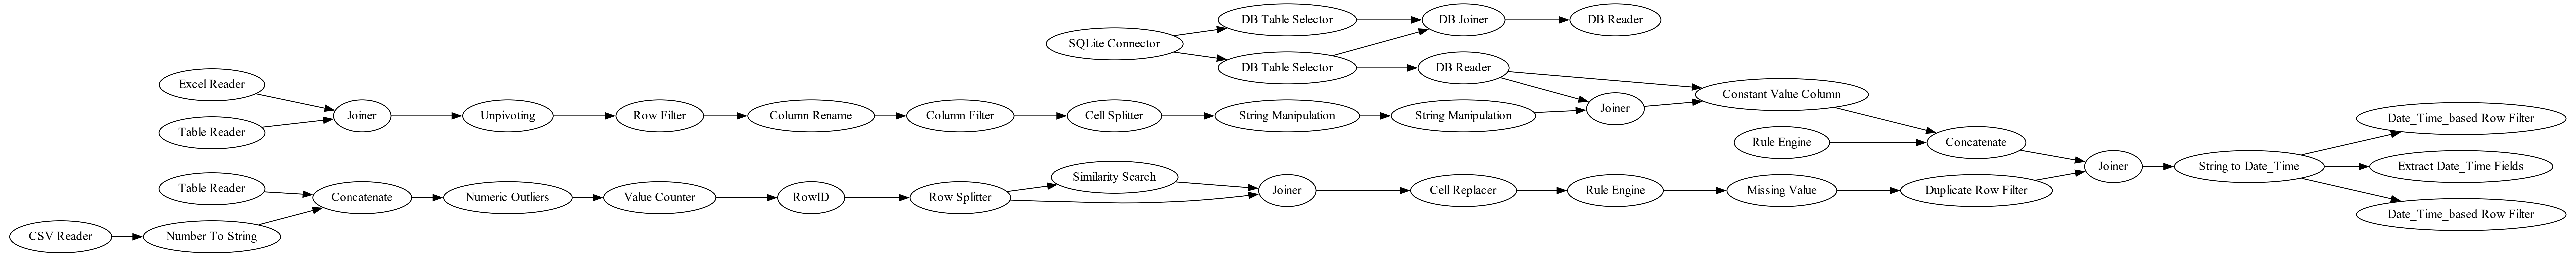 DB Table Selector
DB Joiner
DB Reader
SQLite Connector
DB Table Selector
DB Reader
Excel Reader
Constant Value Column
Joiner
Unpivoting
Row Filter
Column Rename
Column Filter
Cell Splitter
String Manipulation
String Manipulation
Joiner
Table Reader
Date_Time_based Row Filter
Rule Engine
Concatenate
Joiner
String to Date_Time
Extract Date_Time Fields
Similarity Search
Table Reader
Concatenate
Numeric Outliers
Value Counter
RowID
Row Splitter
Joiner
Cell Replacer
Rule Engine
Missing Value
Duplicate Row Filter
Date_Time_based Row Filter
CSV Reader
Number To String